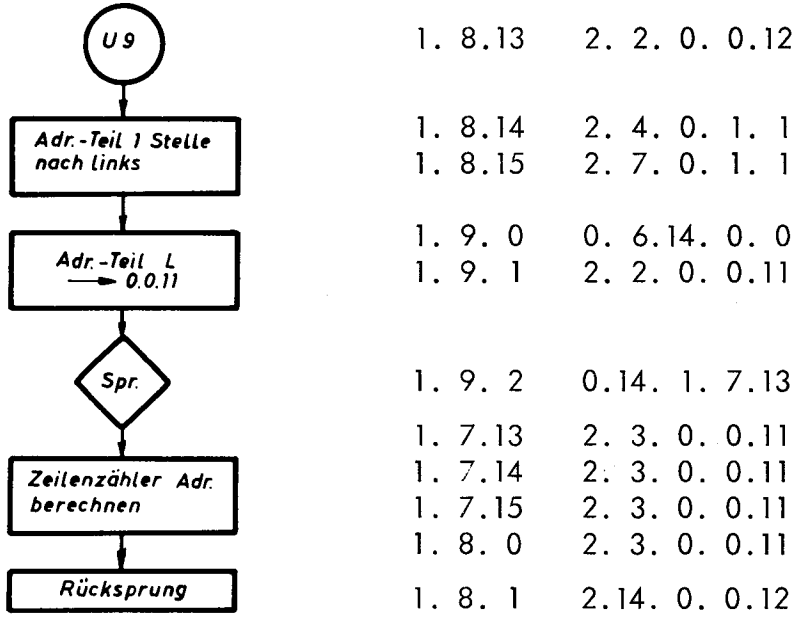 U 9 1. 8.13 2. 2. 0. 0.12
Adr.-Teil 1 Stelle 1. 8.14 2. 4. 0. 1. 1
nach links 1. 8.15 2. 7. 0. 1. 1
1. 9. 0 0. 6.14. 0. 0
Adr.-Teil L 1. 9. 1 2. 2. 0. 0.11
→ 0.0.11
Spr. 1. 9. 2 0.14. 1. 7.13
1. 7.13 2. 3. 0. 0.11
Zeilenzähler Adr. 1. 7.14 2. 3. 0. 0.11
berechnen 1. 7.15 2. 3. 0. 0.11
1. 8. 0 2. 3. 0. 0.11
Rücksprung 1. 8. 1 2.14. 0. 0.12